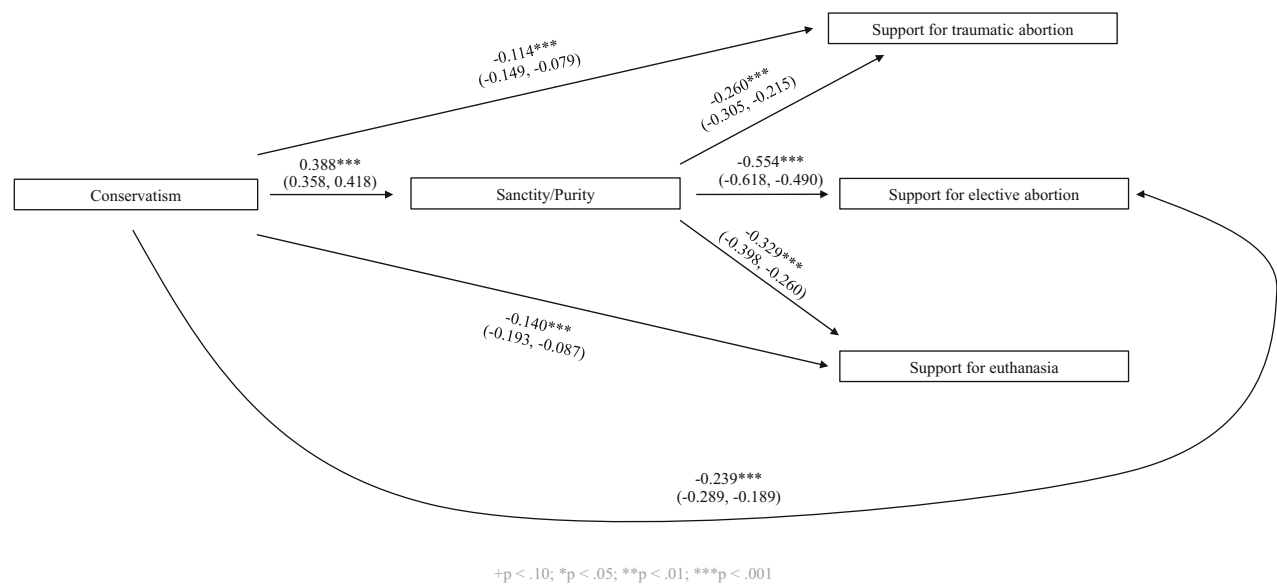 Support for traumatic abortion
-0.114***
(-0.149, -0.079)
-0.260***
(-0.305, -0.215)
0.388***
(0.358, 0.418)
-0.554***
(-0.618, -0.490)
Conservatism
Sanctity/Purity
Support for elective abortion
-0.329***
(-0.398, -0.260)
-0.140***
(-0.193, -0.087)
Support for euthanasia
-0.239***
(-0.289, -0.189)
+p < .10; *p < .05; **p < .01; ***p < .001